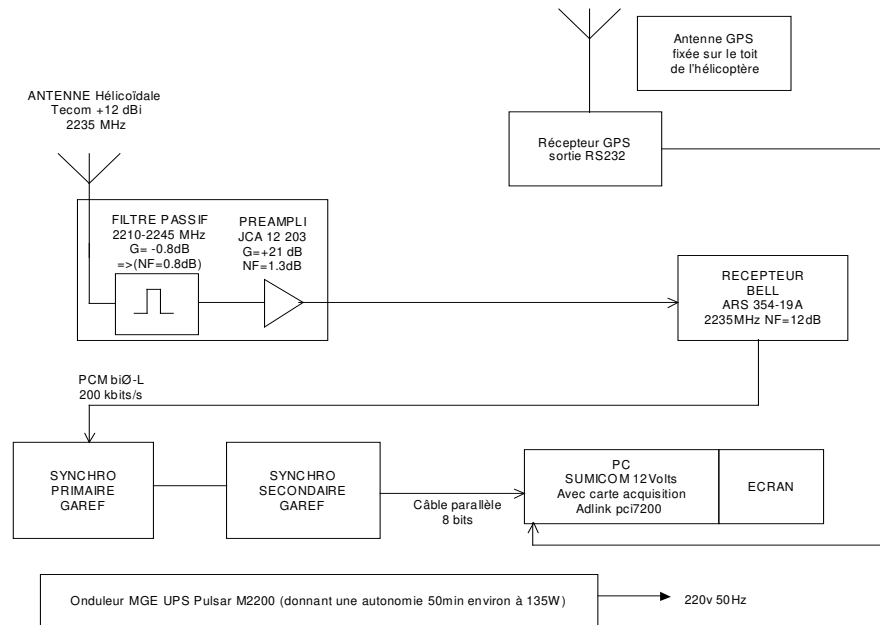 Antenne GPS
fixée sur le toit
de l'hélicoptère
ANTENNE Hélicoïdale
Tecom +12 dBi
2235 MHz
Récepteur GPS
sortie RS232
FILTRE PASSIF
2210-2245 MHz
G= -0.8dB
=>(NF=0.8dB)
PREAMPLI
JCA 12 203
G=+21 dB
NF=1.3dB
RECEPTEUR
BELL
ARS 354-19A
2235MHz NF=12dB
PCM biØ-L
200 kbits/s
SYNCHRO
PRIMAIRE
GAREF
SYNCHRO
SECONDAIRE
GAREF
Câble parallèle
8 bits
PC
SUMICOM 12Volts
Avec carte acquisition
Adlink pci7200
ECRAN
Onduleur MGE UPS Pulsar M2200 (donnant une autonomie 50min environ à 135W)
220v 50Hz